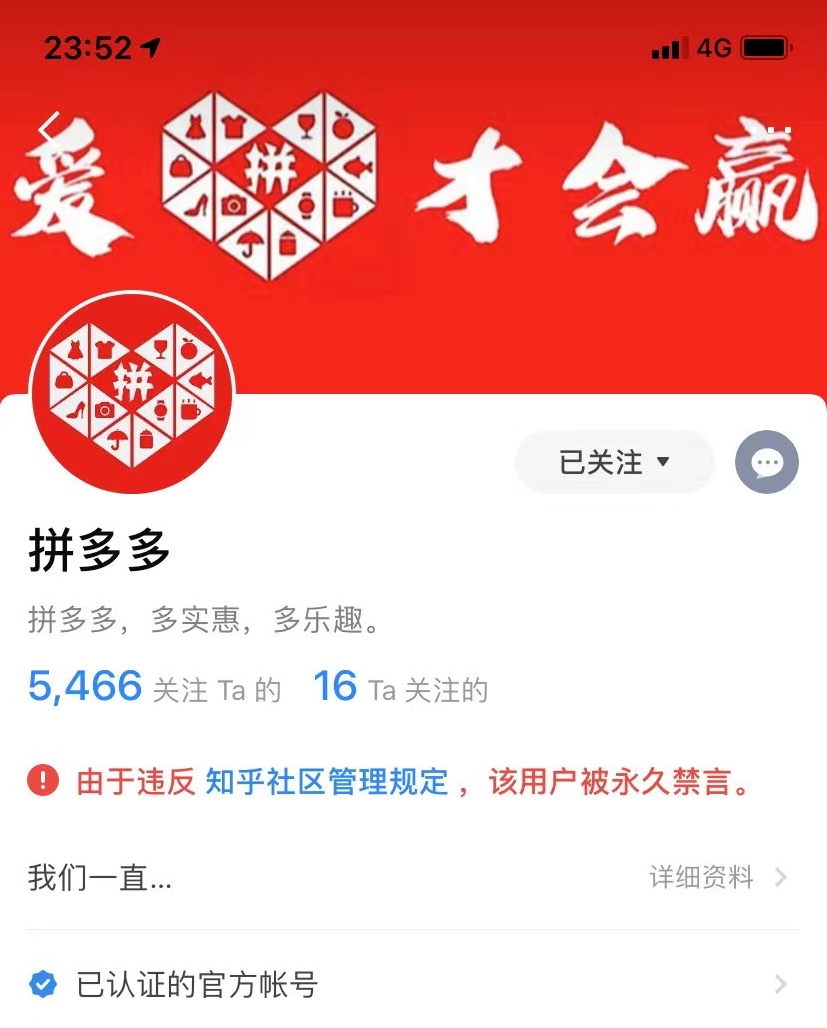 23:52 4G
爱拼才会赢
拼
已关注
拼多多
拼多多，多实惠，多乐趣。
5,466 关注 Ta 的 16 Ta 关注的
由于违反 知乎社区管理规定 ，该用户被永久禁言。
我们一直... 详细资料
已认证的官方帐号